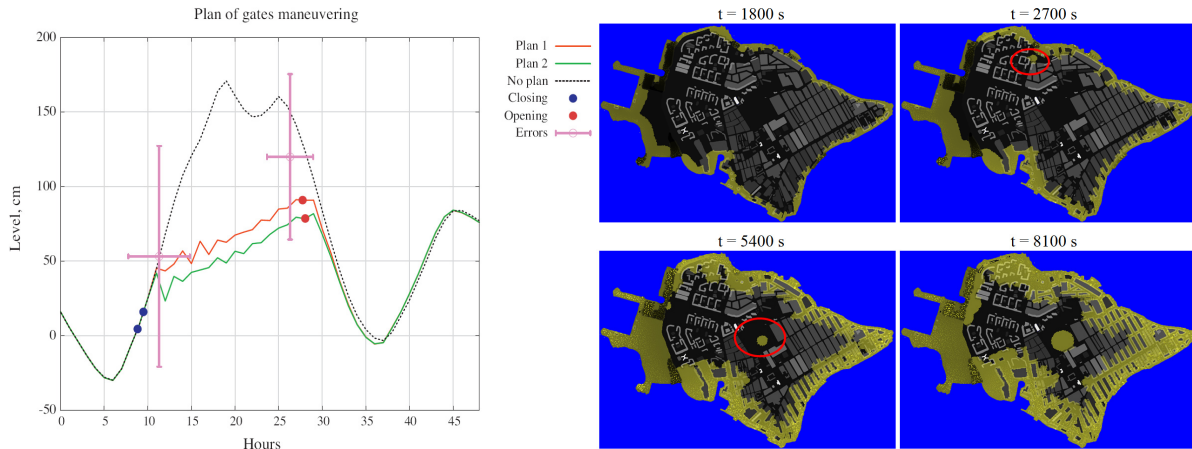 Plan of gates maneuvering
Level, cm
200
150
100
50
0
-50
0 5 10 15 20 25 30 35 40 45
Hours
Plan 1
Plan 2
No plan
Closing
Opening
Errors
t = 1800 s
t = 2700 s
t = 5400 s
t = 8100 s